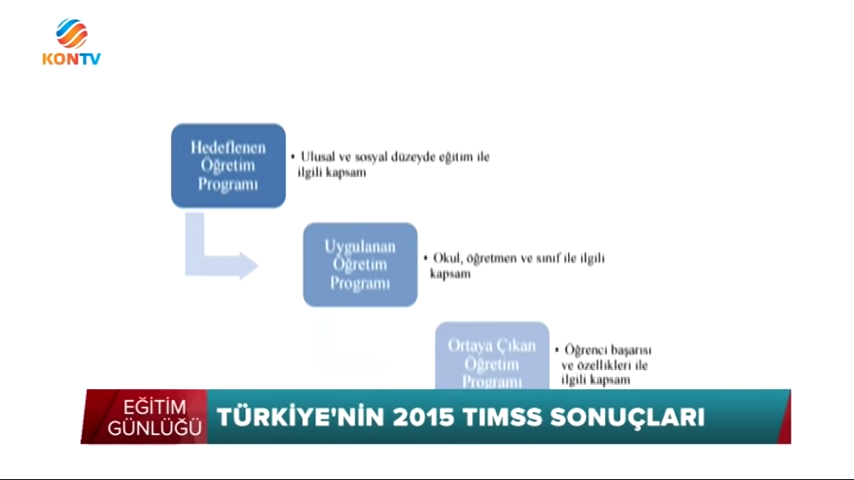 KONTV
Hedeflenen
Öğretim
Programı
• Ulusal ve sosyal düzeyde eğitim ile
ilgili kapsam
Uygulanan
Öğretim
Programı
• Okul, öğretmen ve sınıf ile ilgili
kapsam
Ortaya Çıkan
Öğretim
Programı
• Öğrenci başarısı
ve özellikleri ile
ilgili kapsam
EĞİTİM
GÜNLÜĞÜ
TÜRKİYE'NİN 2015 TIMSS SONUÇLARI